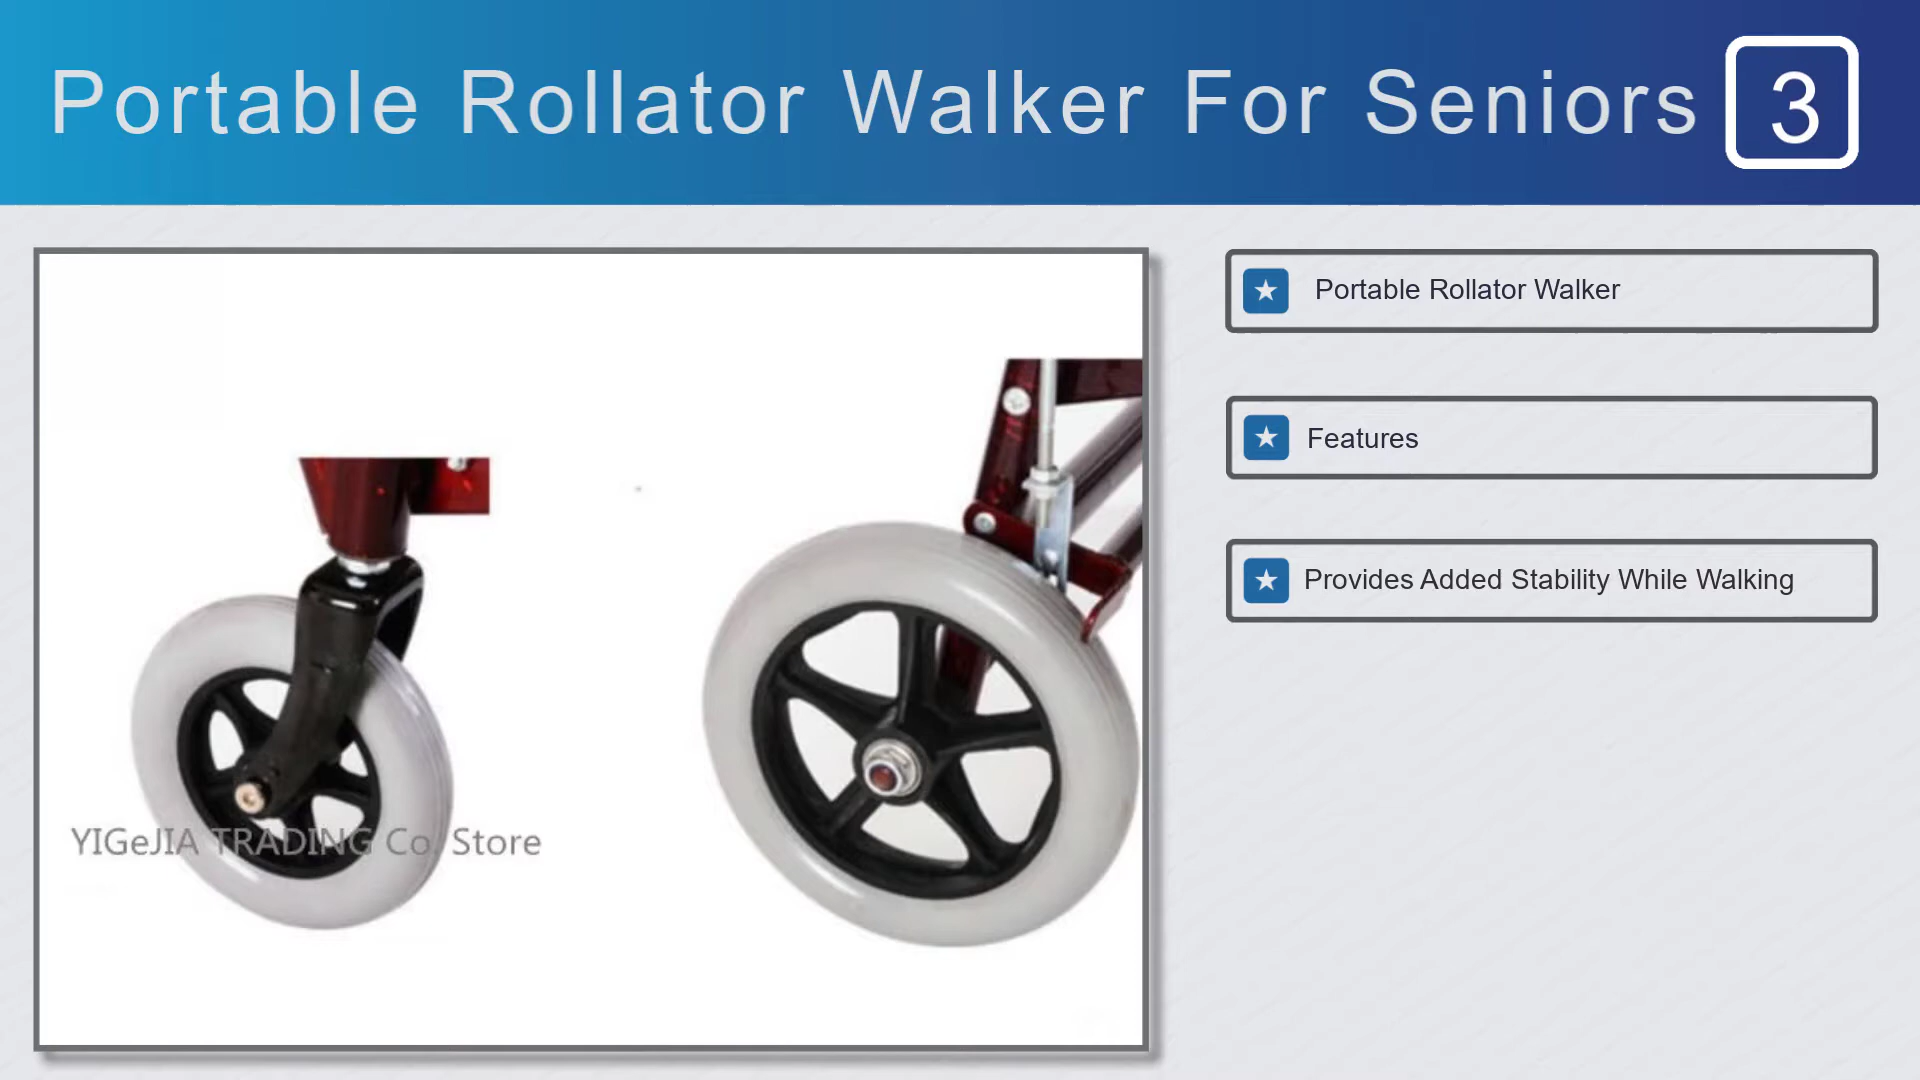 Portable Rollator Walker For Seniors 3
Portable Rollator Walker
Features
Provides Added Stability While Walking
YIGeJIA TRADING Co. Store